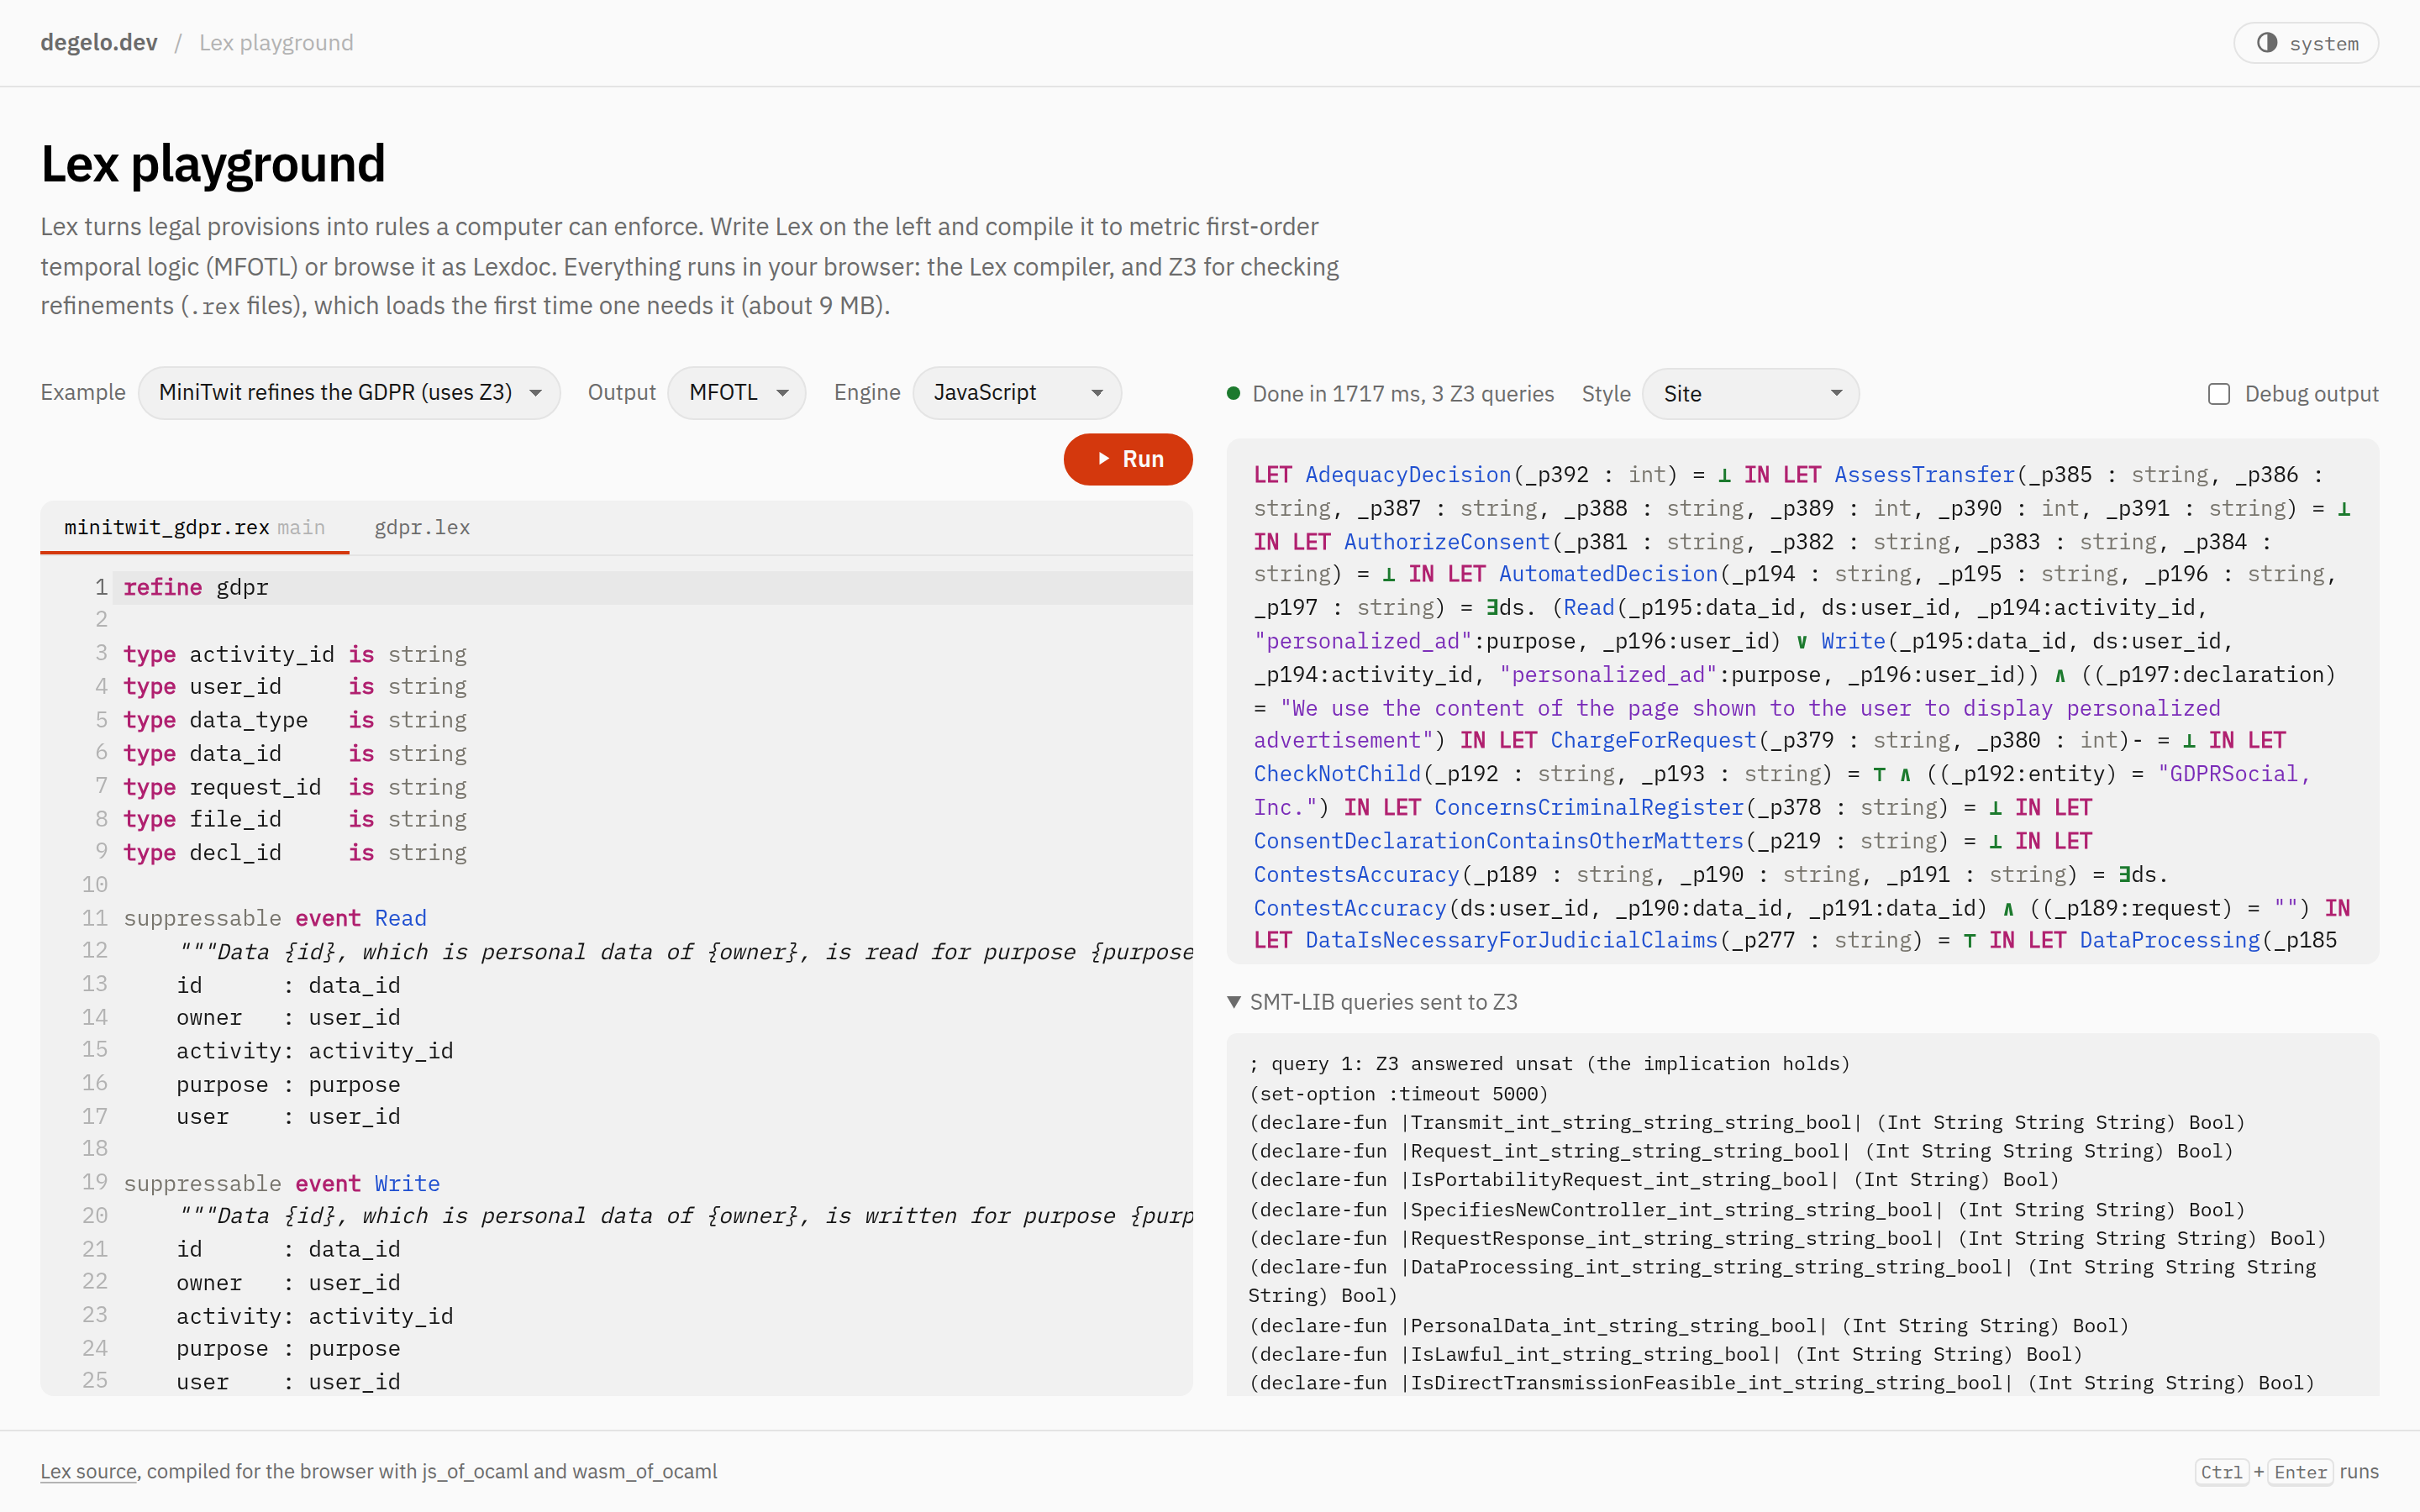 degelo.dev / Lex playground
system
Lex playground
Lex turns legal provisions into rules a computer can enforce. Write Lex on the left and compile it to metric first-order
temporal logic (MFOTL) or browse it as Lexdoc. Everything runs in your browser: the Lex compiler, and Z3 for checking
refinements (.rex files), which loads the first time one needs it (about 9 MB).
Example MiniTwit refines the GDPR (uses Z3) Output MFOTL Engine JavaScript
Run
minitwit_gdpr.rex main gdpr.lex
1 refine gdpr
2
3 type activity_id is string
4 type user_id     is string
5 type data_type   is string
6 type data_id     is string
7 type request_id  is string
8 type file_id     is string
9 type decl_id     is string
10
11 suppressable event Read
12     """Data {id}, which is personal data of {owner}, is read for purpose {purpose
13     id      : data_id
14     owner   : user_id
15     activity: activity_id
16     purpose : purpose
17     user    : user_id
18
19 suppressable event Write
20     """Data {id}, which is personal data of {owner}, is written for purpose {purp
21     id      : data_id
22     owner   : user_id
23     activity: activity_id
24     purpose : purpose
25     user    : user_id
Done in 1717 ms, 3 Z3 queries Style Site Debug output
LET AdequacyDecision(_p392 : int) = ⊥ IN LET AssessTransfer(_p385 : string, _p386 :
string, _p387 : string, _p388 : string, _p389 : int, _p390 : int, _p391 : string) = ⊥
IN LET AuthorizeConsent(_p381 : string, _p382 : string, _p383 : string, _p384 :
string) = ⊥ IN LET AutomatedDecision(_p194 : string, _p195 : string, _p196 : string,
_p197 : string) = ∃ds. (Read(_p195:data_id, ds:user_id, _p194:activity_id,
"personalized_ad":purpose, _p196:user_id) ∨ Write(_p195:data_id, ds:user_id,
_p194:activity_id, "personalized_ad":purpose, _p196:user_id)) ∧ ((_p197:declaration)
= "We use the content of the page shown to the user to display personalized
advertisement") IN LET ChargeForRequest(_p379 : string, _p380 : int)- = ⊥ IN LET
CheckNotChild(_p192 : string, _p193 : string) = ⊤ ∧ ((_p192:entity) = "GDPRSocial,
Inc.") IN LET ConcernsCriminalRegister(_p378 : string) = ⊥ IN LET
ConsentDeclarationContainsOtherMatters(_p219 : string) = ⊥ IN LET
ContestsAccuracy(_p189 : string, _p190 : string, _p191 : string) = ∃ds.
ContestAccuracy(ds:user_id, _p190:data_id, _p191:data_id) ∧ ((_p189:request) = "") IN
LET DataIsNecessaryForJudicialClaims(_p277 : string) = ⊤ IN LET DataProcessing(_p185
▼ SMT-LIB queries sent to Z3
; query 1: Z3 answered unsat (the implication holds)
(set-option :timeout 5000)
(declare-fun |Transmit_int_string_string_string_bool| (Int String String String) Bool)
(declare-fun |Request_int_string_string_string_bool| (Int String String String) Bool)
(declare-fun |IsPortabilityRequest_int_string_bool| (Int String) Bool)
(declare-fun |SpecifiesNewController_int_string_string_bool| (Int String String) Bool)
(declare-fun |RequestResponse_int_string_string_string_bool| (Int String String String) Bool)
(declare-fun |DataProcessing_int_string_string_string_string_bool| (Int String String String
String) Bool)
(declare-fun |PersonalData_int_string_string_bool| (Int String String) Bool)
(declare-fun |IsLawful_int_string_string_bool| (Int String String) Bool)
(declare-fun |IsDirectTransmissionFeasible_int_string_string_bool| (Int String String) Bool)
Lex source, compiled for the browser with js_of_ocaml and wasm_of_ocaml
Ctrl + Enter runs